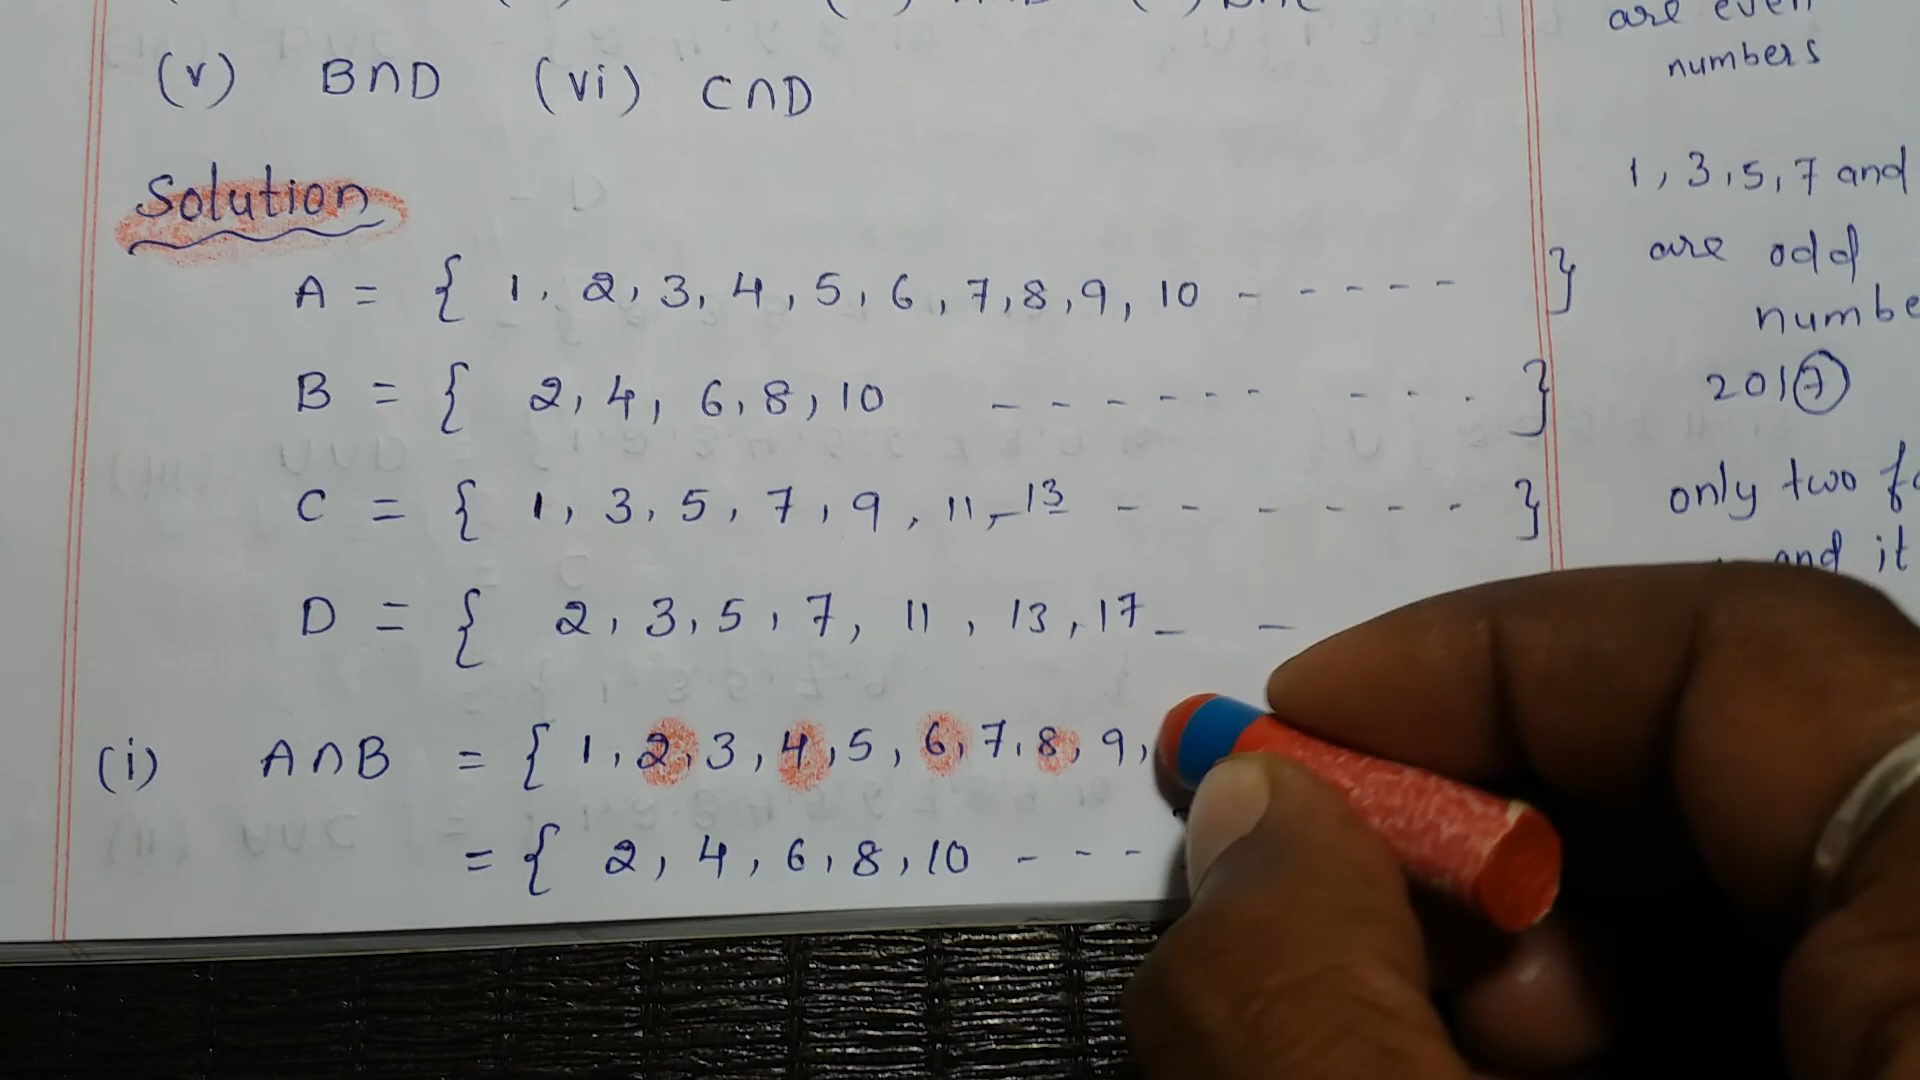 (v) B∩D (vi) C∩D
Solution
A = { 1, 2, 3, 4, 5, 6, 7, 8, 9, 10 - - - - - }
B = { 2, 4, 6, 8, 10 - - - - - - - - - }
C = { 1, 3, 5, 7, 9, 11, 13 - - - - - - }
D = { 2, 3, 5, 7, 11, 13, 17 - -
(i) A∩B = { 1, 2, 3, 4, 5, 6, 7, 8, 9,
= { 2, 4, 6, 8, 10 - - - -
are even
numbers
1, 3, 5, 7 and
are odd
numbe
2017
only two
and it